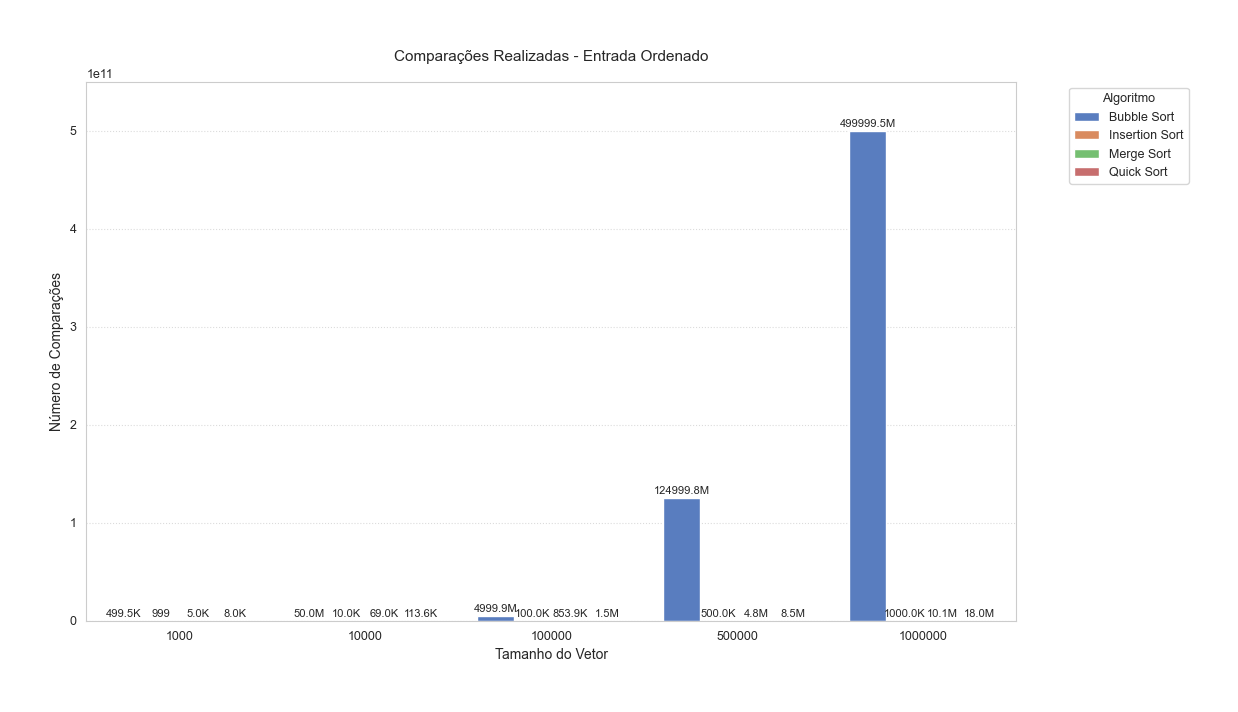 Comparações Realizadas - Entrada Ordenado
1e11
Número de Comparações
5
4
3
2
1
0
499.5K 999 5.0K 8.0K
50.0M 10.0K 69.0K 113.6K
4999.9M 100.0K 853.9K 1.5M
124999.8M 500.0K 4.8M 8.5M
499999.5M 1000.0K 10.1M 18.0M
1000 10000 100000 500000 1000000
Tamanho do Vetor
Algoritmo
Bubble Sort
Insertion Sort
Merge Sort
Quick Sort